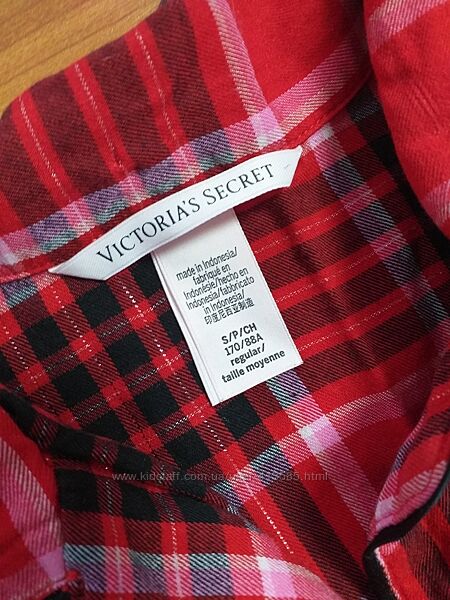 VICTORIA'S SECRET
made in Indonesia/
fabriqué en
Indonésie/hecho en
Indonesia/fabricato
in Indonesia/
印度尼西亚制造
S/P/CH
170/88A
regular/
taille moyenne